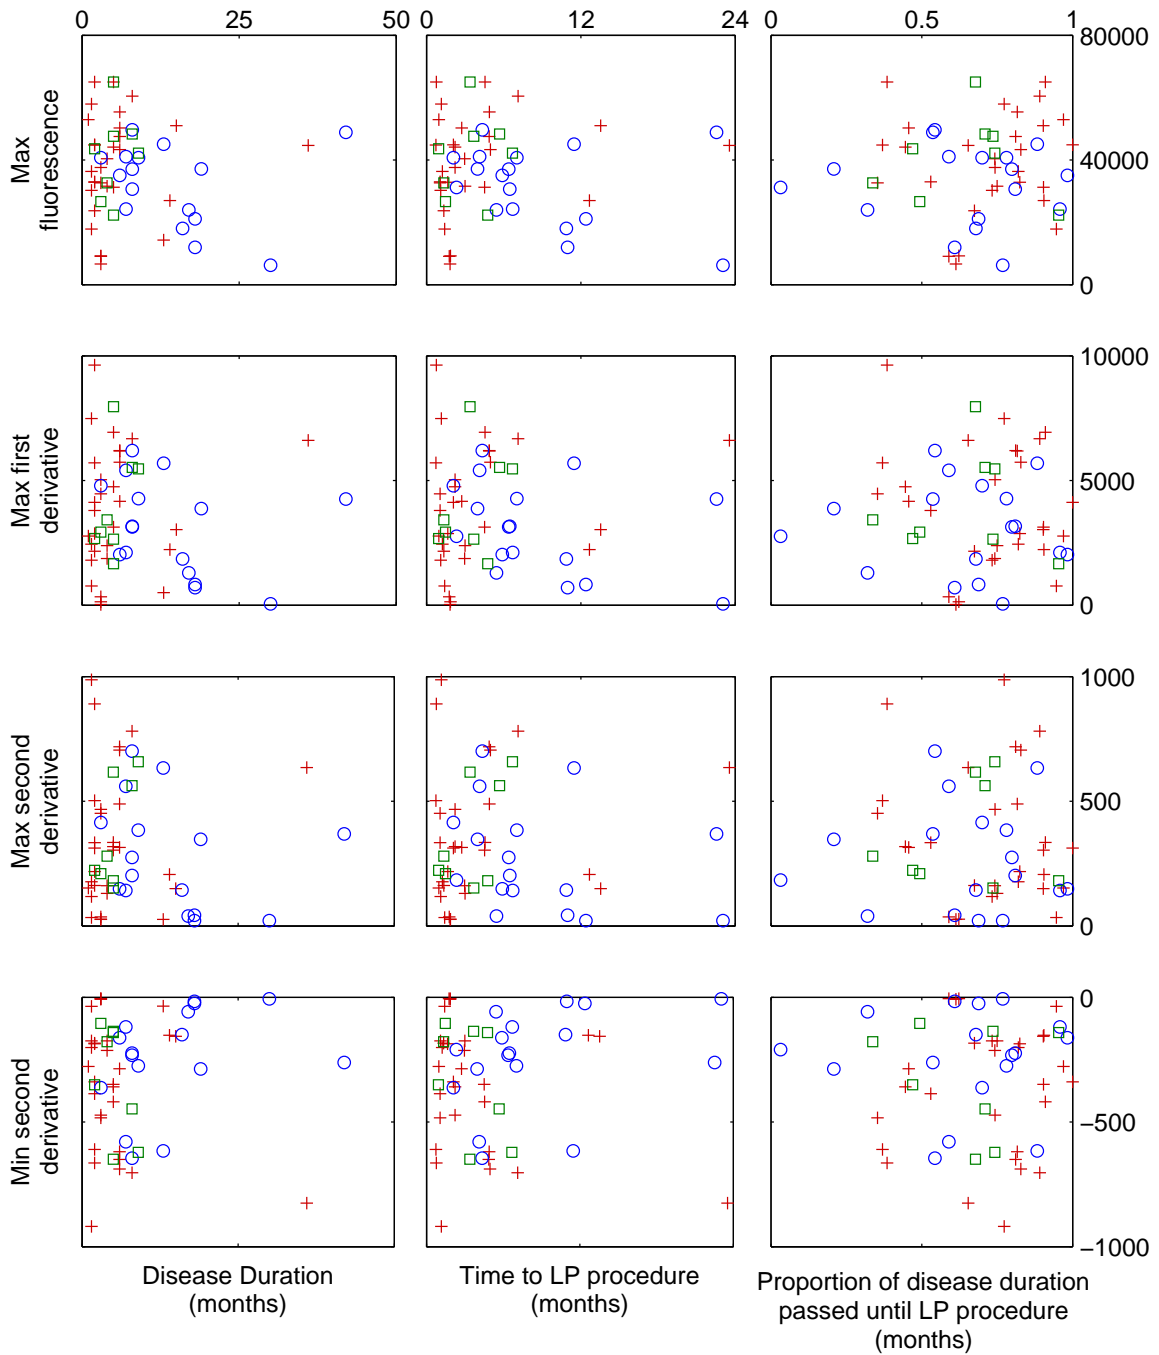 0 25 50 0 12 24 0 0.5 1
Max
fluorescence
80000
40000
0
Max first
derivative
10000
5000
0
Max second
derivative
1000
500
0
Min second
derivative
0
−500
−1000
Disease Duration
(months)
Time to LP procedure
(months)
Proportion of disease duration
passed until LP procedure
(months)